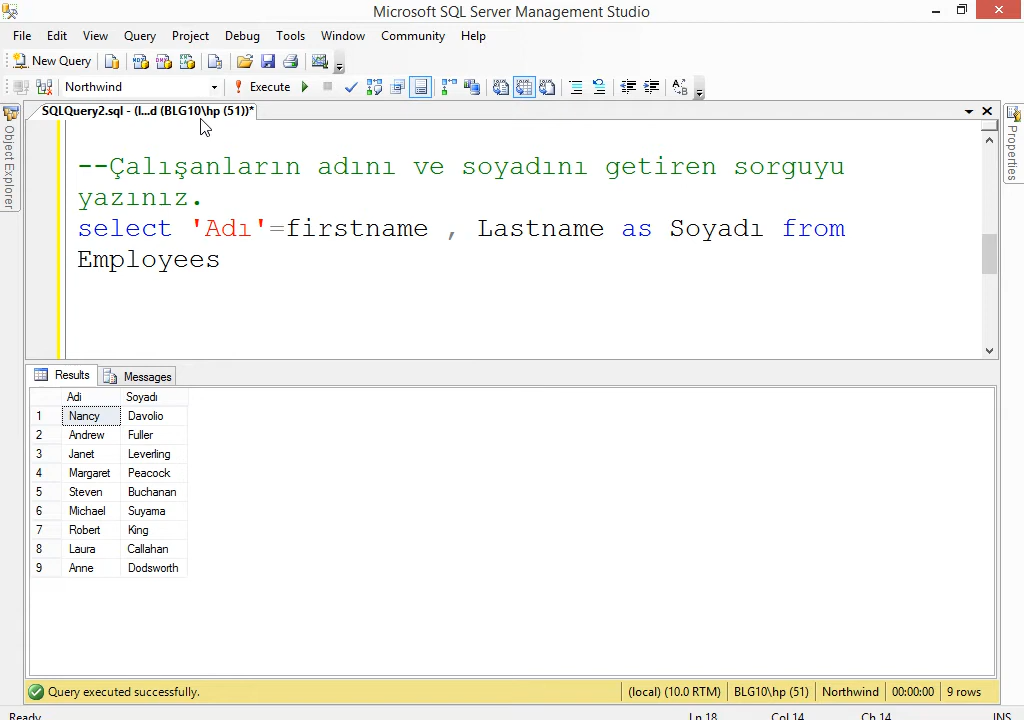 Microsoft SQL Server Management Studio
File Edit View Query Project Debug Tools Window Community Help
New Query
Northwind Execute
SQLQuery2.sql - (l...d (BLG10\hp (51))*
Object Explorer
Properties
--Çalışanların adını ve soyadını getiren sorguyu
yazınız.
select 'Adı'=firstname , Lastname as Soyadı from
Employees
Results Messages
Adi Soyadı
1 Nancy Davolio
2 Andrew Fuller
3 Janet Leverling
4 Margaret Peacock
5 Steven Buchanan
6 Michael Suyama
7 Robert King
8 Laura Callahan
9 Anne Dodsworth
Query executed successfully. (local) (10.0 RTM) BLG10\hp (51) Northwind 00:00:00 9 rows
Ready Ln 18 Col 14 Ch 14 INS